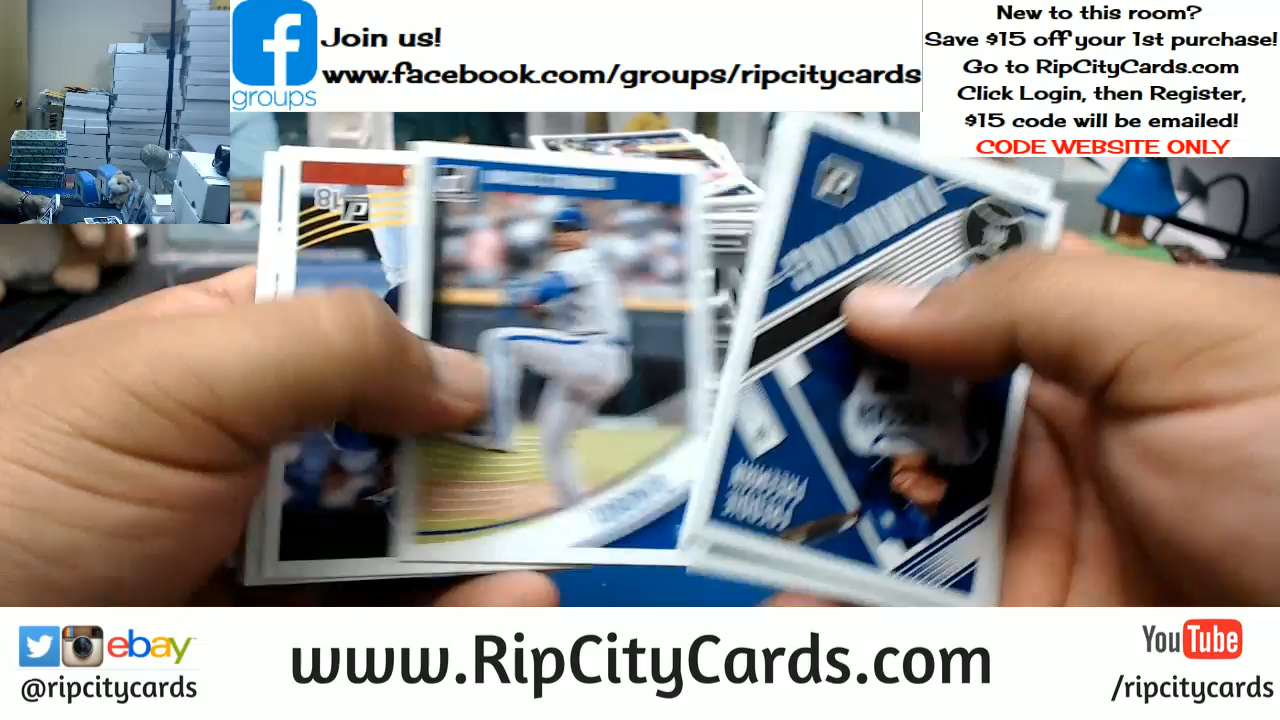 Join us!
www.facebook.com/groups/ripcitycards
groups
New to this room?
Save $15 off your 1st purchase!
Go to RipCityCards.com
Click Login, then Register,
$15 code will be emailed!
CODE WEBSITE ONLY
18
ebay
@ripcitycards
www.RipCityCards.com
YouTube
/ripcitycards